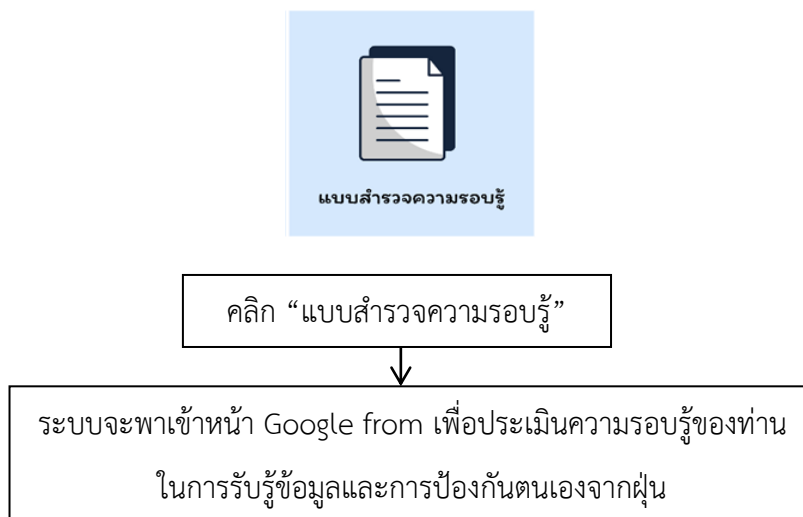 แบบสำรวจความรอบรู้
คลิก “แบบสำรวจความรอบรู้”
ระบบจะพาเข้าหน้า Google from เพื่อประเมินความรอบรู้ของท่าน
ในการรับรู้ข้อมูลและการป้องกันตนเองจากฝุ่น